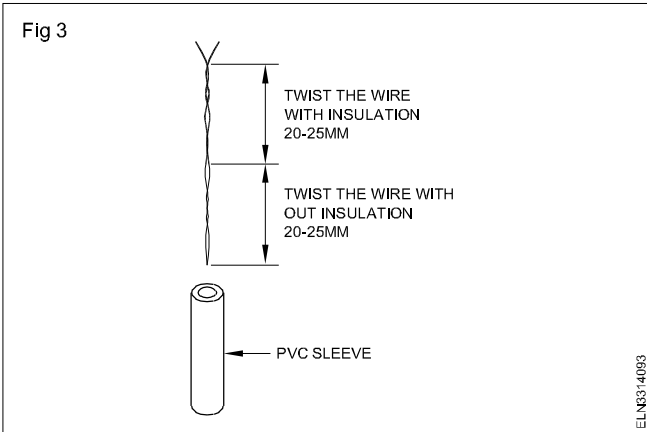 Fig 3
TWIST THE WIRE
WITH INSULATION
20-25MM
TWIST THE WIRE WITH
OUT INSULATION
20-25MM
PVC SLEEVE
ELN3314093